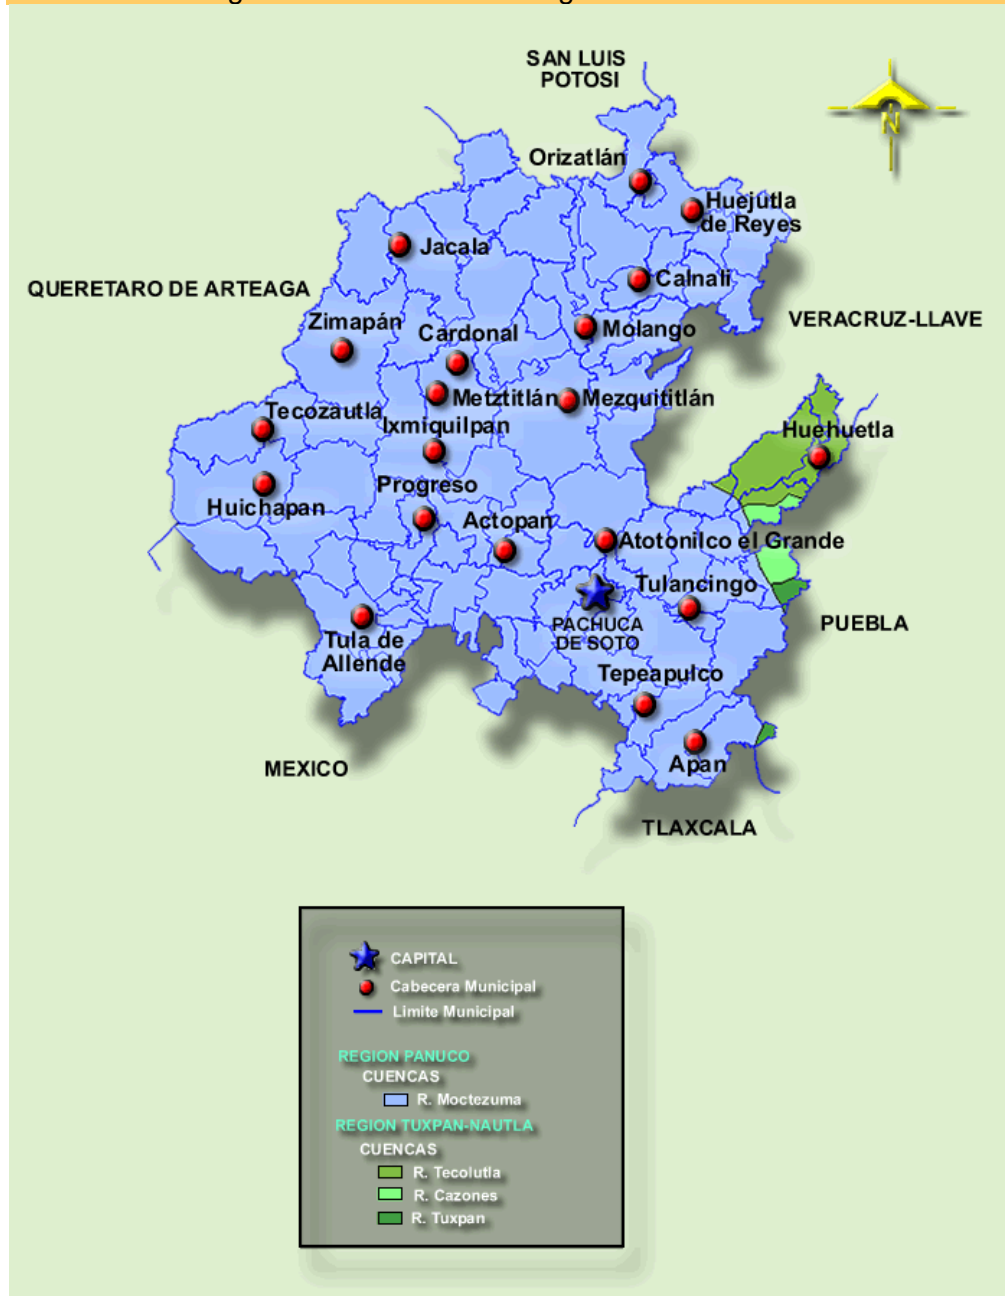 SAN LUIS
POTOSI
N
Orizatlán
Huejutla
de Reyes
Jacala
Calnali
QUERETARO DE ARTEAGA
Zimapán
Cardonal
Molango
VERACRUZ-LLAVE
Metztitlán
Mezquititlán
Tecozautla
Ixmiquilpan
Huehuetla
Progreso
Huichapan
Actopan
Atotonilco el Grande
Tulancingo
PACHUCA
DE SOTO
PUEBLA
Tula de
Allende
Tepeapulco
MEXICO
Apan
TLAXCALA
CAPITAL
Cabecera Municipal
Limite Municipal
REGION PANUCO
CUENCAS
R. Moctezuma
REGION TUXPAN-NAUTLA
CUENCAS
R. Tecolutla
R. Cazones
R. Tuxpan